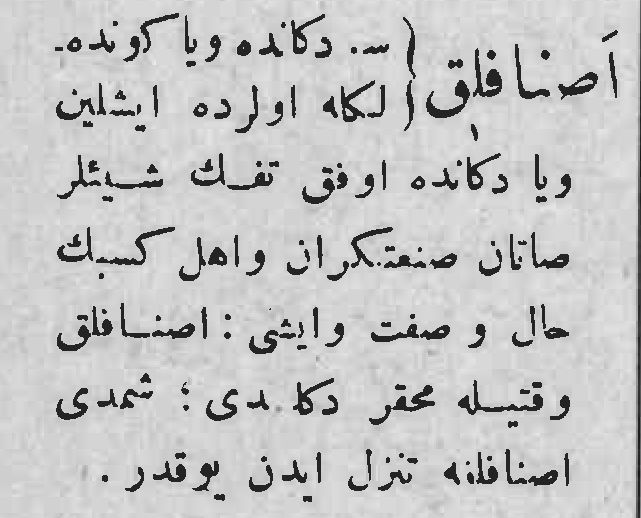 اَصنافلق ( س. دكانده ويا كونده‌-
لكله اولرده ايشلين
ويا دكانده اوفق تفك شيئلر
صاتان صنعتكران واهل كسبك
حال و صفت وايشى : اصنافلق
وقتيله محقر دكلدى ؛ شمدى
اصنافلغه تنزل ايدن يوقدر .